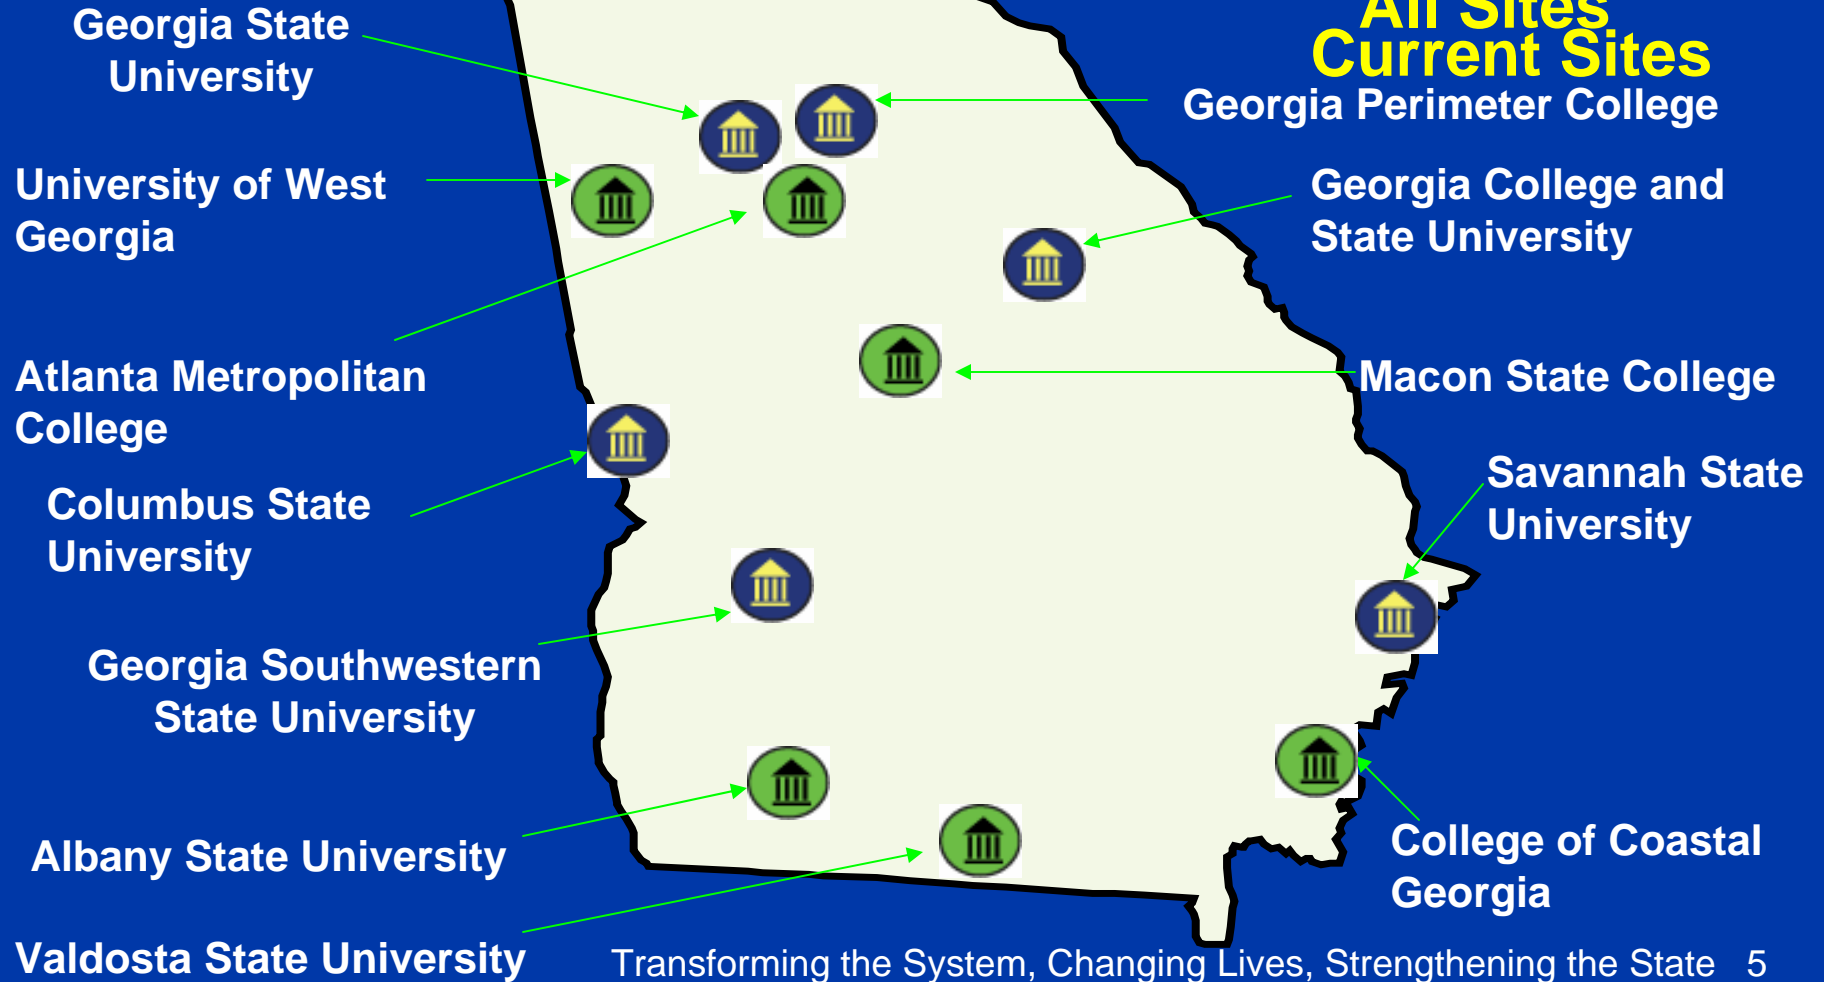 All Sites
Current Sites
Georgia State
University
Georgia Perimeter College
University of West
Georgia
Georgia College and
State University
Atlanta Metropolitan
College
Macon State College
Columbus State
University
Savannah State
University
Georgia Southwestern
State University
Albany State University
College of Coastal
Georgia
Valdosta State University
Transforming the System, Changing Lives, Strengthening the State 5